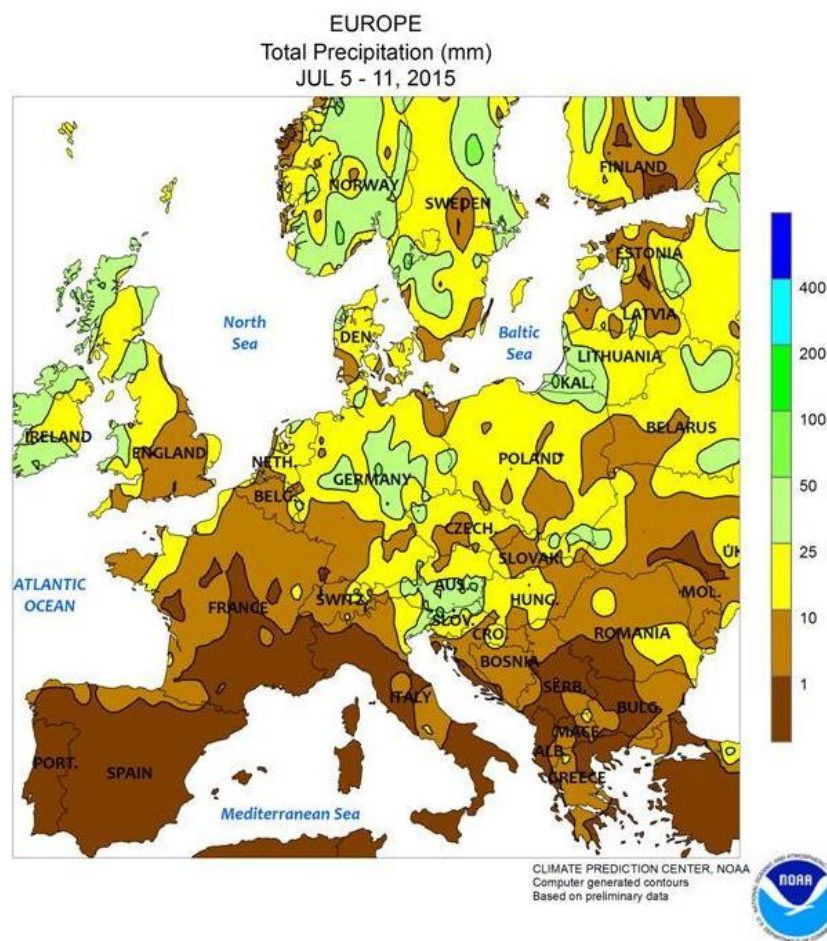 EUROPE
Total Precipitation (mm)
JUL 5 - 11, 2015
FINLAND
NORWAY
SWEDEN
ESTONIA
400
North
Sea
Baltic
Sea
LATVIA
DEN.
LITHUANIA
200
KAL.
IRELAND
ENGLAND
BELARUS
100
NETH.
POLAND
GERMANY
50
BELG.
CZECH.
SLOVAK.
25
UK
ATLANTIC
OCEAN
FRANCE
SWITZ.
AUS.
HUNG.
MOL.
SLOV.
10
CRO.
ROMANIA
BOSNIA
SERB.
1
ITALY
BULG.
MACE.
PORT.
SPAIN
ALB.
GREECE
Mediterranean Sea
CLIMATE PREDICTION CENTER, NOAA
Computer generated contours
Based on preliminary data
NOAA